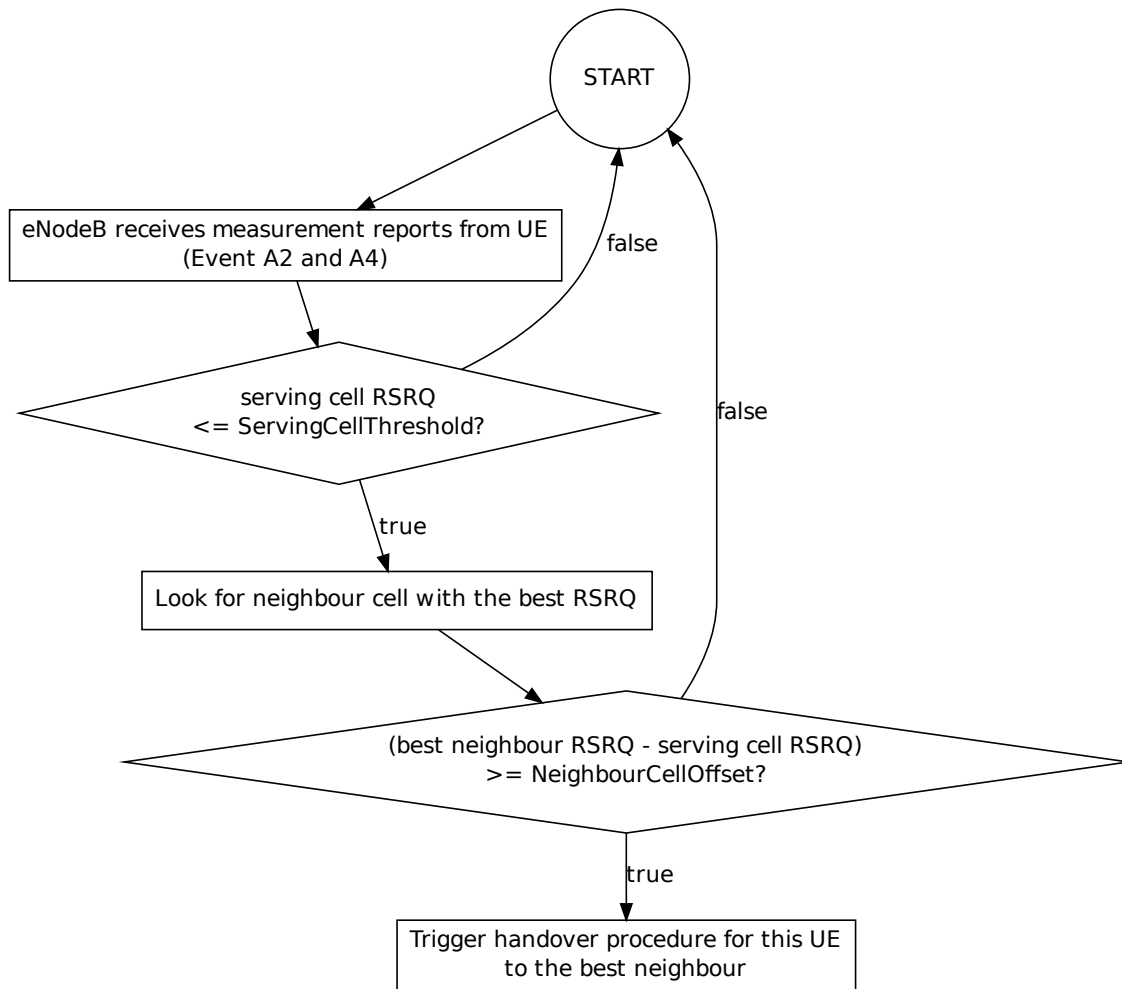 START
eNodeB receives measurement reports from UE
(Event A2 and A4)
false
serving cell RSRQ
<= ServingCellThreshold?
false
true
Look for neighbour cell with the best RSRQ
(best neighbour RSRQ - serving cell RSRQ)
>= NeighbourCellOffset?
true
Trigger handover procedure for this UE
to the best neighbour